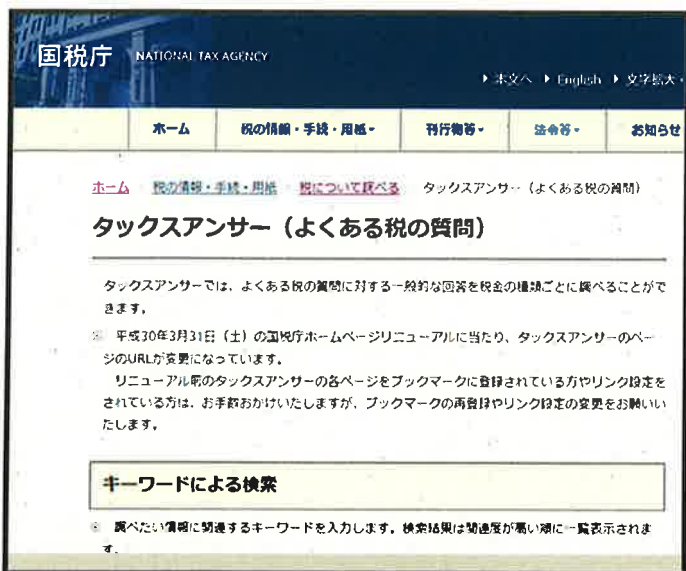 国税庁 NATIONAL TAX AGENCY
本文へ English 文字拡大・
ホーム 税の情報・手続・用紙 刊行物等 法令等 お知らせ
ホーム 税の情報・手続・用紙 税について調べる タックスアンサー（よくある税の質問）
タックスアンサー（よくある税の質問）
タックスアンサーでは、よくある税の質問に対する一般的な回答を税金の種類ごとに調べることがで
きます。
※ 平成30年3月31日（土）の国税庁ホームページリニューアルに当たり、タックスアンサーのペー
ジのURLが変更になっています。
リニューアル前のタックスアンサーの各ページをブックマークに登録されている方やリンク設定を
されている方は、お手数おかけいたしますが、ブックマークの再登録やリンク設定の変更をお願いい
たします。
キーワードによる検索
※ 調べたい情報に関連するキーワードを入力します。検索結果は関連度が高い順に一覧表示されま
す。